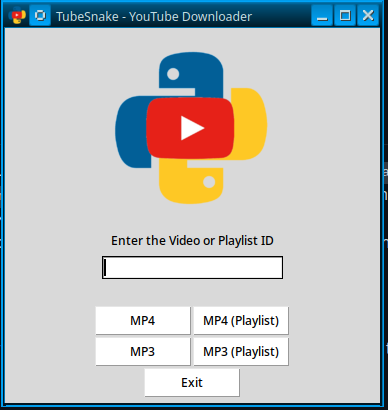 TubeSnake - YouTube Downloader
Enter the Video or Playlist ID
MP4 MP4 (Playlist)
MP3 MP3 (Playlist)
Exit